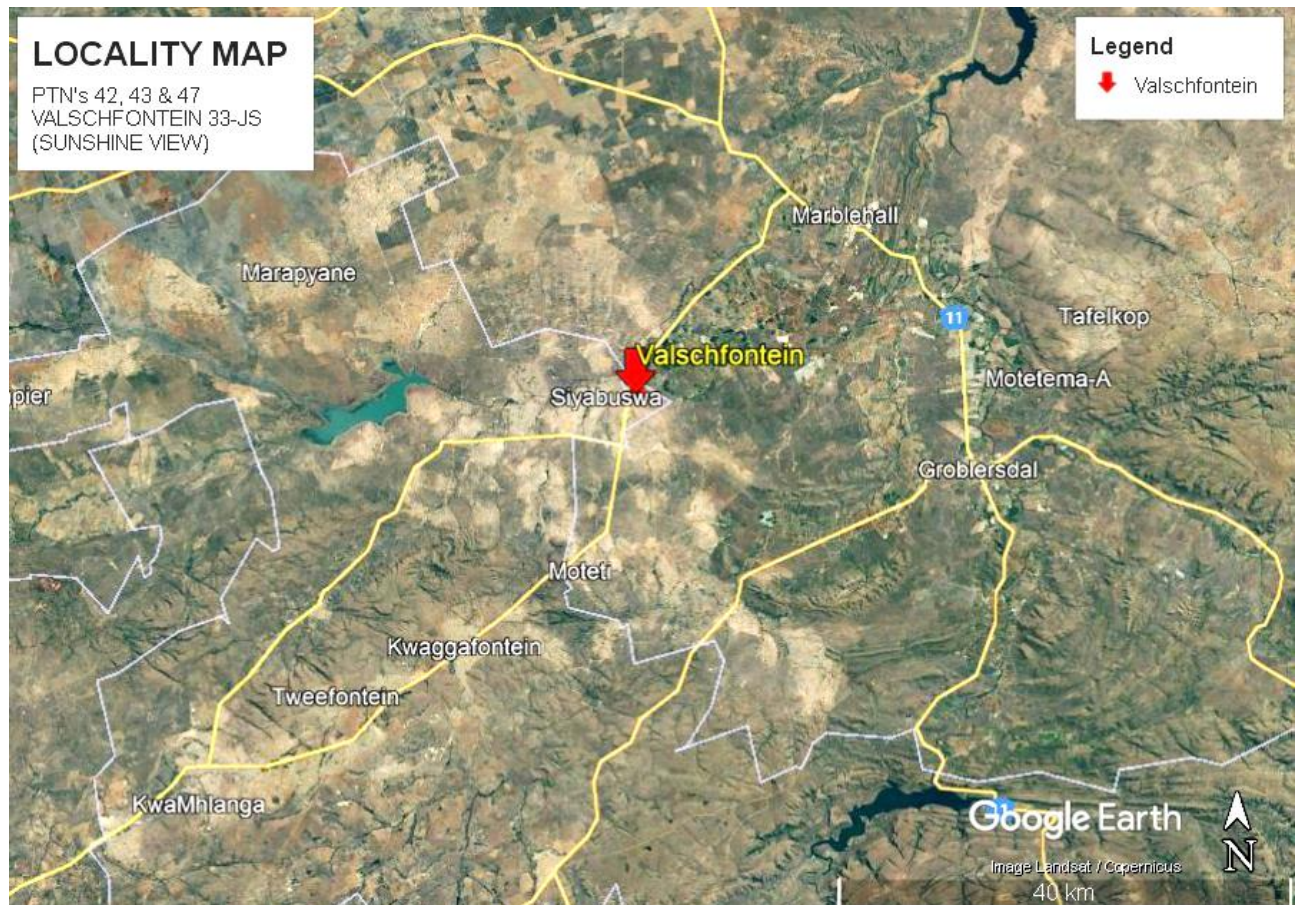 LOCALITY MAP
PTN's 42, 43 & 47
VALSCHFONTEIN 33-JS
(SUNSHINE VIEW)
Legend
Valschfontein
Marblehall
Marapyane
11
Tafelkop
Valschfontein
Motetema-A
pier
Siyabuswa
Groblersdal
Moteti
Kwaggafontein
Tweefontein
KwaMhlanga
Google Earth
N
Image Landsat / Copernicus
40 km